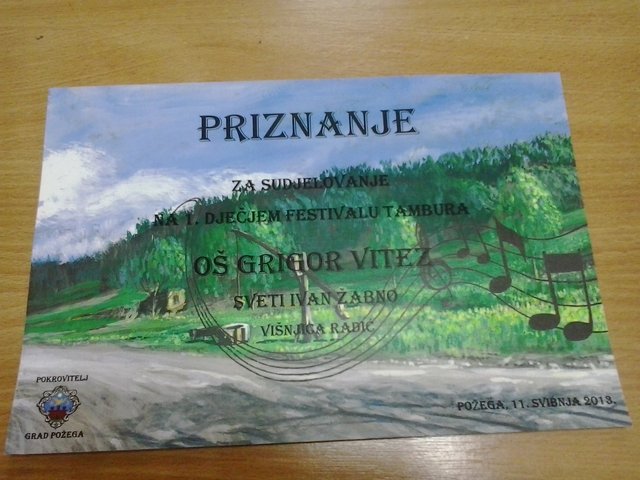 PRIZNANJE
ZA SUDJELOVANJE
NA 1. DJEČJEM FESTIVALU TAMBURA
OŠ GRIGOR VITEZ
SVETI IVAN ŽABNO
VIŠNJICA RADIĆ
POKROVITELJ
GRAD POŽEGA
POŽEGA, 11. SVIBNJA 2013.